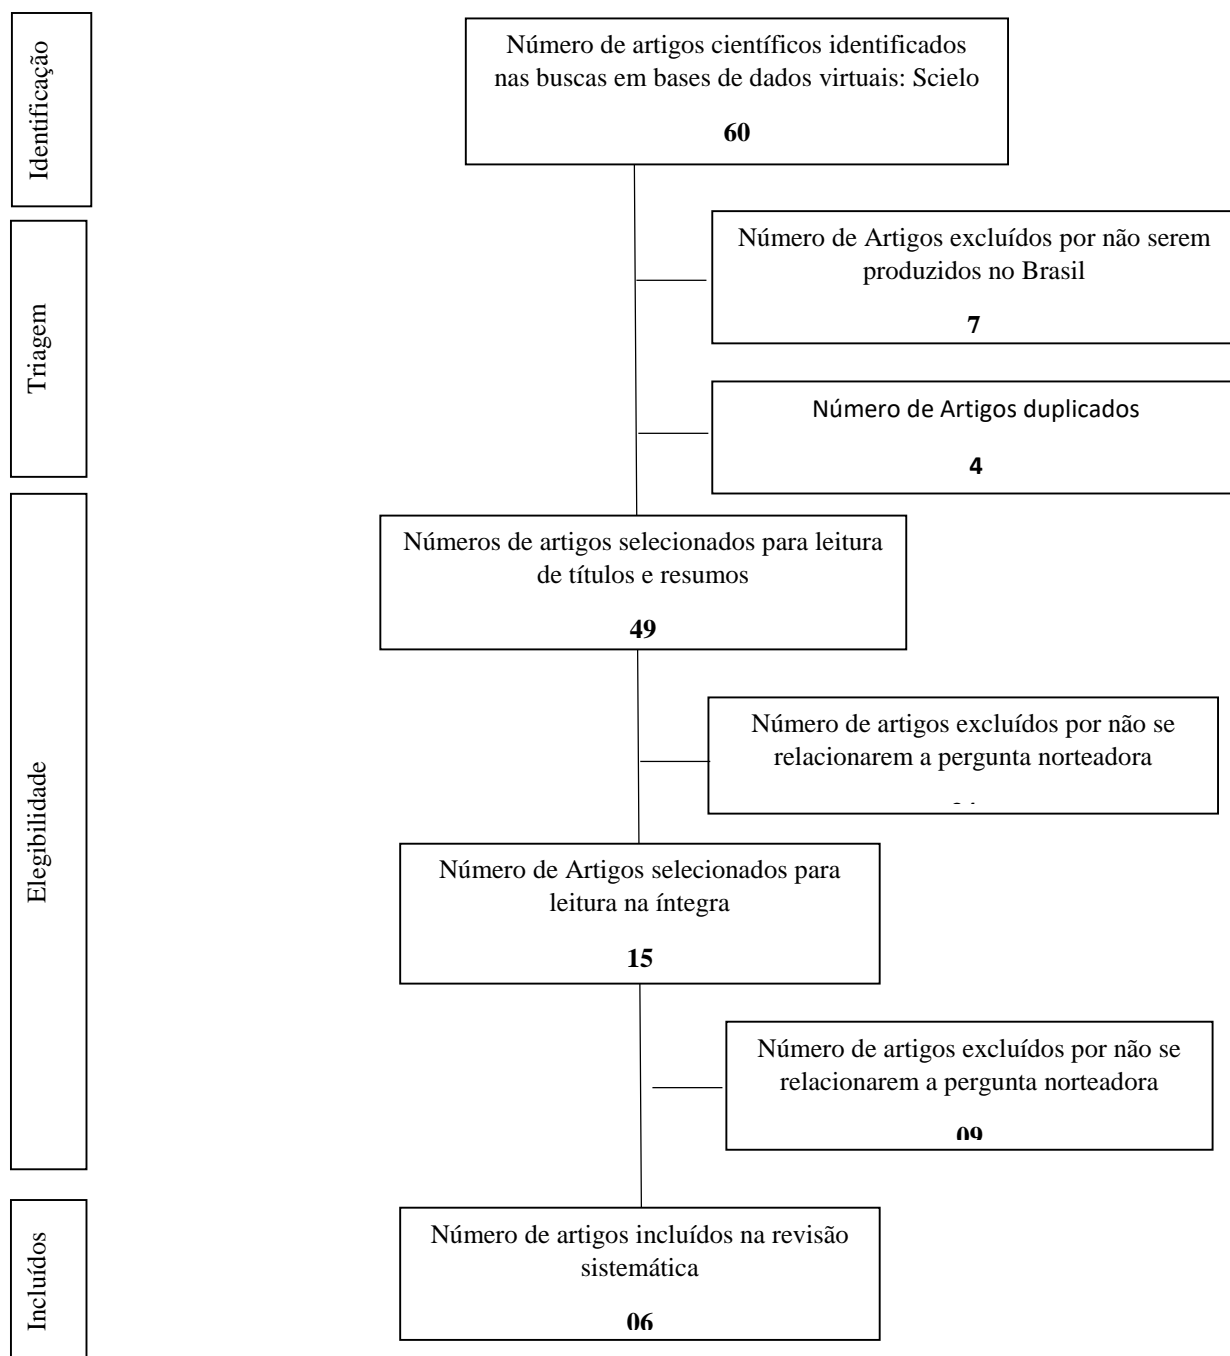 Identificação
Número de artigos científicos identificados
nas buscas em bases de dados virtuais: Scielo
60
Triagem
Número de Artigos excluídos por não serem
produzidos no Brasil
7
Número de Artigos duplicados
4
Elegibilidade
Números de artigos selecionados para leitura
de títulos e resumos
49
Número de artigos excluídos por não se
relacionarem a pergunta norteadora
Número de Artigos selecionados para
leitura na íntegra
15
Número de artigos excluídos por não se
relacionarem a pergunta norteadora
09
Incluídos
Número de artigos incluídos na revisão
sistemática
06